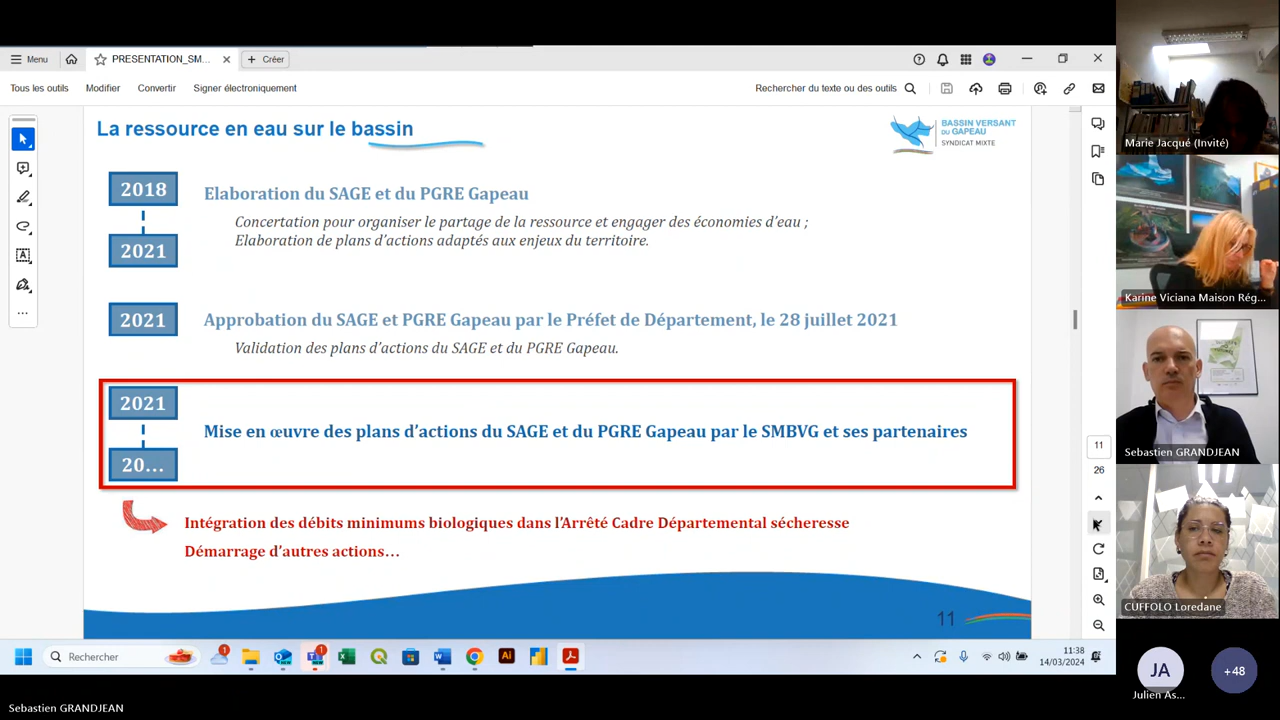 Menu
PRESENTATION_SM...
Créer
Tous les outils
Modifier
Convertir
Signer électroniquement
Rechercher du texte ou des outils
La ressource en eau sur le bassin
BASSIN VERSANT
DU GAPEAU
SYNDICAT MIXTE
2018
Elaboration du SAGE et du PGRE Gapeau
Concertation pour organiser le partage de la ressource et engager des économies d'eau ;
Elaboration de plans d'actions adaptés aux enjeux du territoire.
2021
2021
Approbation du SAGE et PGRE Gapeau par le Préfet de Département, le 28 juillet 2021
Validation des plans d'actions du SAGE et du PGRE Gapeau.
2021
Mise en œuvre des plans d'actions du SAGE et du PGRE Gapeau par le SMBVG et ses partenaires
20...
Intégration des débits minimums biologiques dans l'Arrêté Cadre Départemental sécheresse
Démarrage d'autres actions...
11
11
26
Rechercher
11:38
14/03/2024
Marie Jacqué (Invité)
Karine Viciana Maison Rég...
Sebastien GRANDJEAN
CUFFOLO Loredane
JA
Julien As...
+48
Sebastien GRANDJEAN